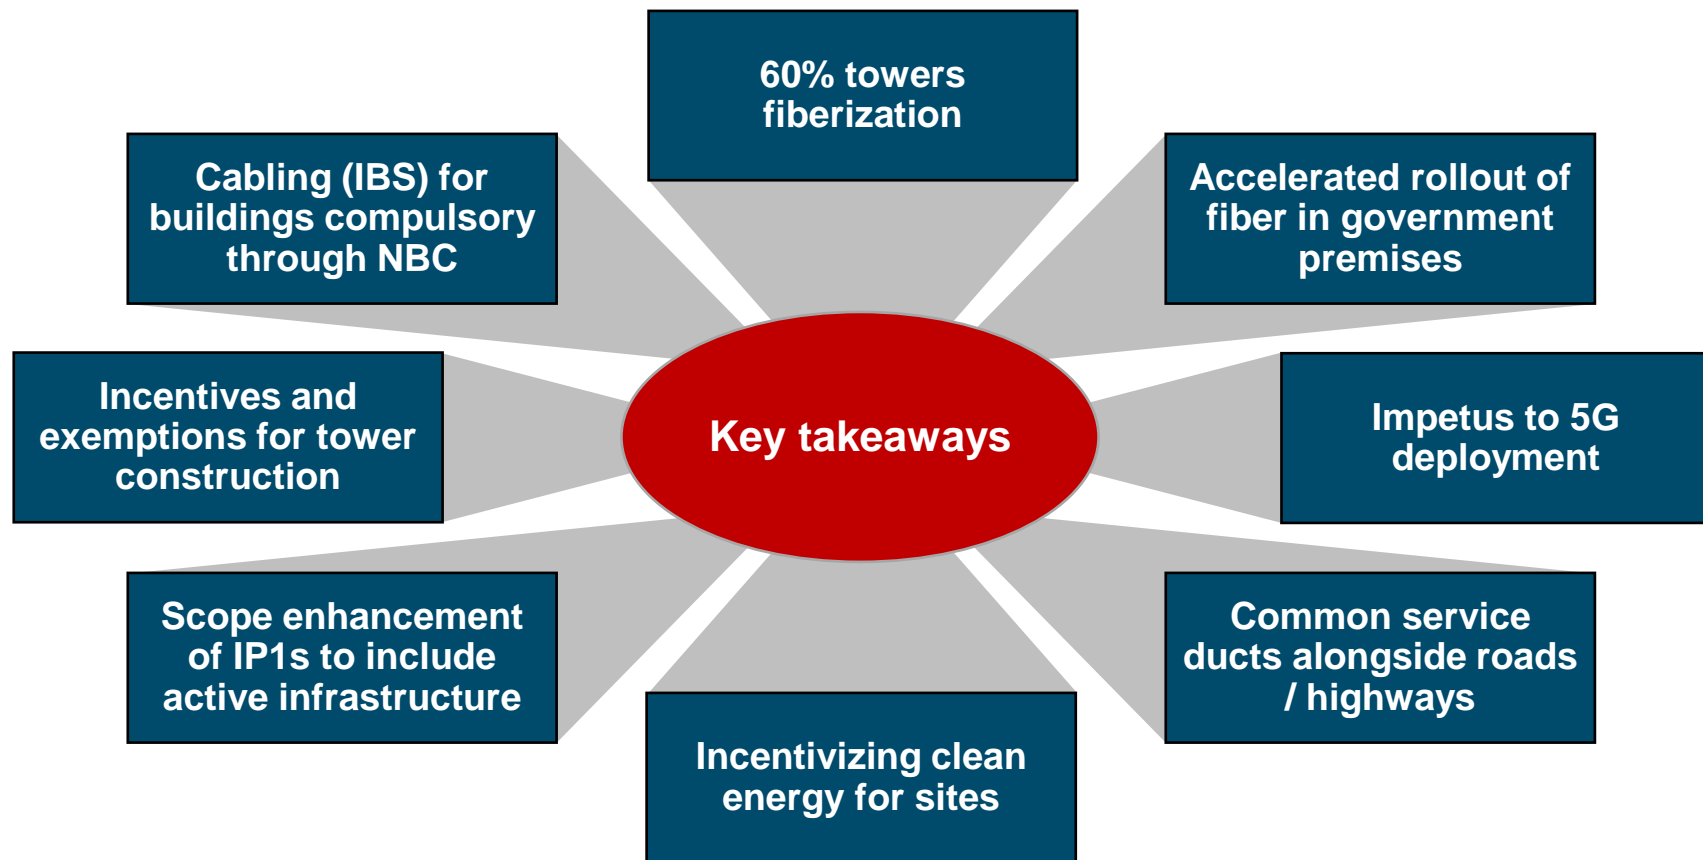 60% towers
fiberization
Cabling (IBS) for
buildings compulsory
through NBC
Accelerated rollout of
fiber in government
premises
Incentives and
exemptions for tower
construction
Key takeaways
Impetus to 5G
deployment
Scope enhancement
of IP1s to include
active infrastructure
Common service
ducts alongside roads
/ highways
Incentivizing clean
energy for sites